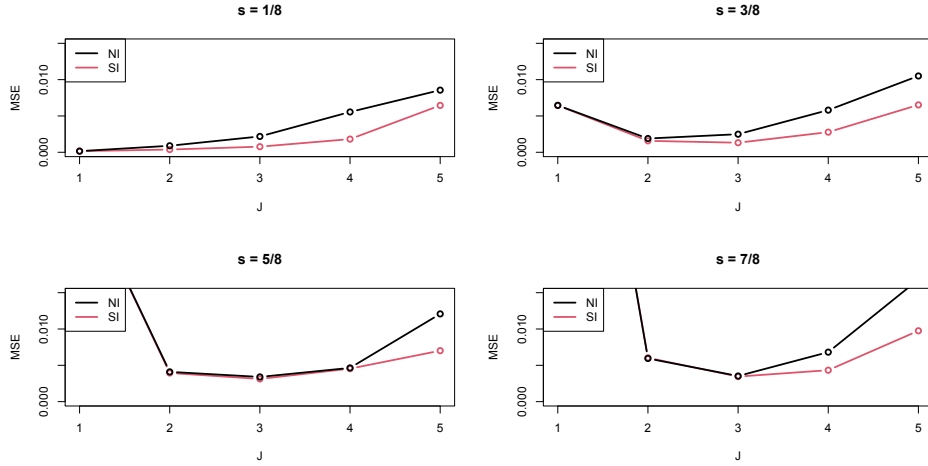 s = 1/8
NI
SI
MSE
0.000
0.010
1 2 3 4 5
J
s = 3/8
NI
SI
MSE
0.000
0.010
1 2 3 4 5
J
s = 5/8
NI
SI
MSE
0.000
0.010
1 2 3 4 5
J
s = 7/8
NI
SI
MSE
0.000
0.010
1 2 3 4 5
J